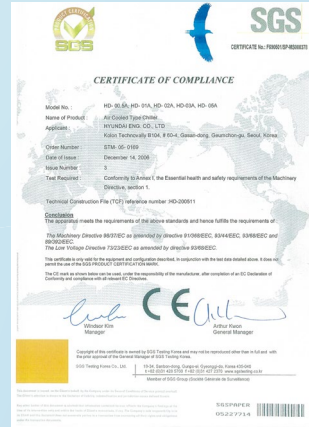 PRODUCT CERTIFICATION
SGS
SGS
CERTIFICATE OF COMPLIANCE
Model No. : HD- 00.5A, HD- 01A, HD- 02A, HD-03A, HD- 05A
Name of Product : Air Cooled Type Chiller
Applicant : HYUNDAI ENG. CO., LTD
Kolon Technovally B104, # 60-4, Gasan-dong, Geumchon-gu, Seoul, Korea
Order Number : STM- 05- 0169
Date of Issue : December 14, 2006
Issue Number : 3
Test Required : Conformity to Annex I, the Essential health and safety requirements of the Machinery
Directive, section 1.
Technical Construction File (TCF) reference number :HD-200511
Conclusion
The apparatus meets the requirements of the above standards and hence fulfills the requirements of
The Machinery Directive 98/37/EC as amended by directive 91/368/EEC, 93/44/EEC, 93/68/EEC and
89/392/EEC.
The Low Voltage Directive 73/23/EEC as amended by directive 93/68/EEC.
This certificate is only valid for the equipment and configuration described, in conjunction with the test data detailed above. It does not
permit the use of the SGS PRODUCT CERTIFICATION MARK.
The CE mark as shown below can be used, under the responsibility of the manufacturer, after completion of an EC Declaration of
Conformity and compliance with all relevant EC Directives.
CE
Windsor Kim
Manager
Arthur Kwon
General Manager
Copyright of this certificate is owned by SGS Testing Korea and may not be reproduced other than in full and with
the prior approval of the General Manager of SGS Testing Korea.
SGS Testing Korea Co., Ltd.
Member of SGS Group (Société Générale de Surveillance)
SGSPAPER
05227714